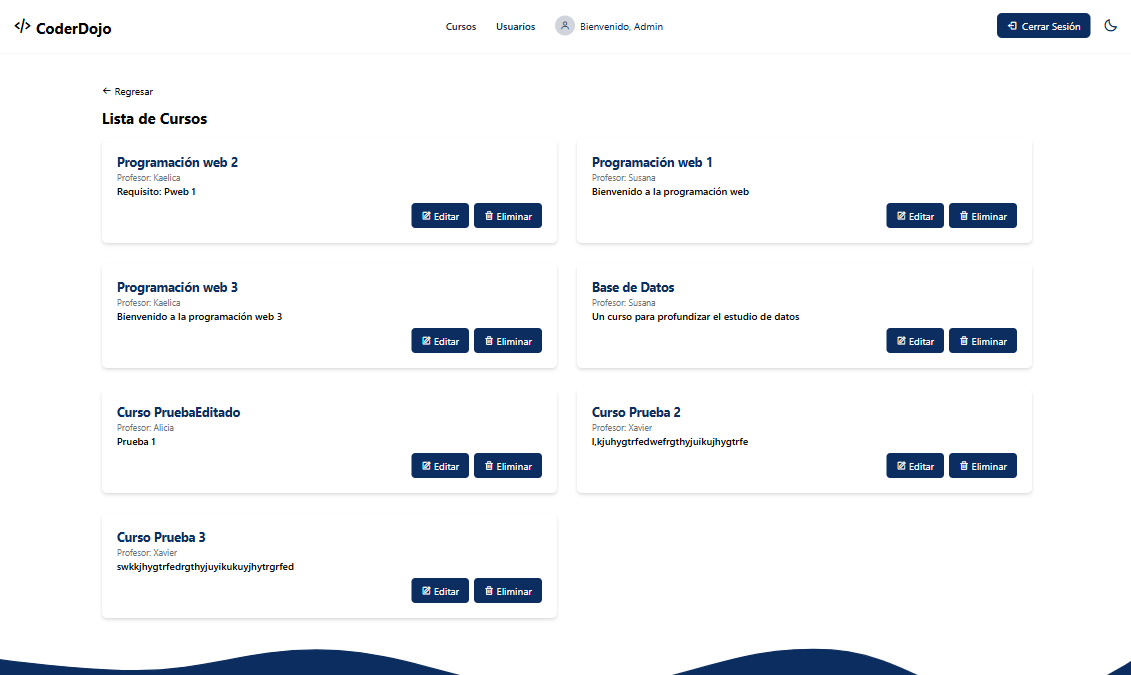 </> CoderDojo
Cursos
Usuarios
Bienvenido, Admin
Cerrar Sesión
← Regresar
Lista de Cursos
Programación web 2
Profesor: Kaelica
Requisito: Pweb 1
Editar
Eliminar
Programación web 1
Profesor: Susana
Bienvenido a la programación web
Editar
Eliminar
Programación web 3
Profesor: Kaelica
Bienvenido a la programación web 3
Editar
Eliminar
Base de Datos
Profesor: Susana
Un curso para profundizar el estudio de datos
Editar
Eliminar
Curso PruebaEditado
Profesor: Alicia
Prueba 1
Editar
Eliminar
Curso Prueba 2
Profesor: Xavier
l,kjuhygtrfedwefrgthyjuikujhygtrfe
Editar
Eliminar
Curso Prueba 3
Profesor: Xavier
swkkjhygtrfedrgthyjuyikukuyjhytrgrfed
Editar
Eliminar